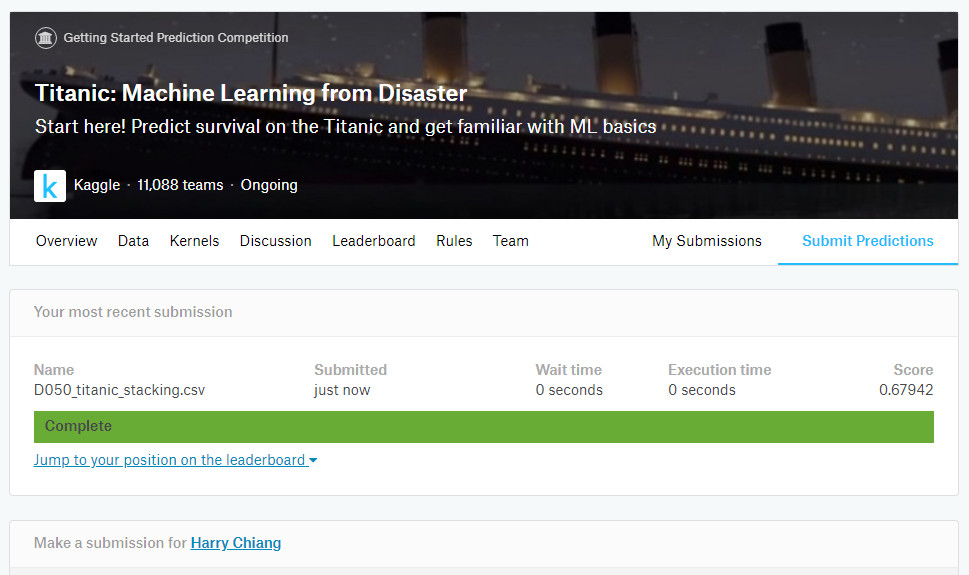 Getting Started Prediction Competition
Titanic: Machine Learning from Disaster
Start here! Predict survival on the Titanic and get familiar with ML basics
k Kaggle · 11,088 teams · Ongoing
Overview Data Kernels Discussion Leaderboard Rules Team My Submissions Submit Predictions
Your most recent submission
Name Submitted Wait time Execution time Score
D050_titanic_stacking.csv just now 0 seconds 0 seconds 0.67942
Complete
Jump to your position on the leaderboard
Make a submission for Harry Chiang